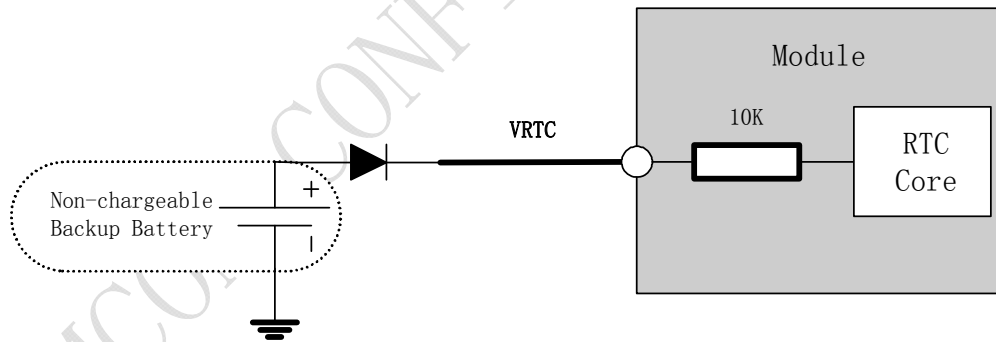 Module
10K
VRTC
RTC
Core
Non-chargeable
Backup Battery
+